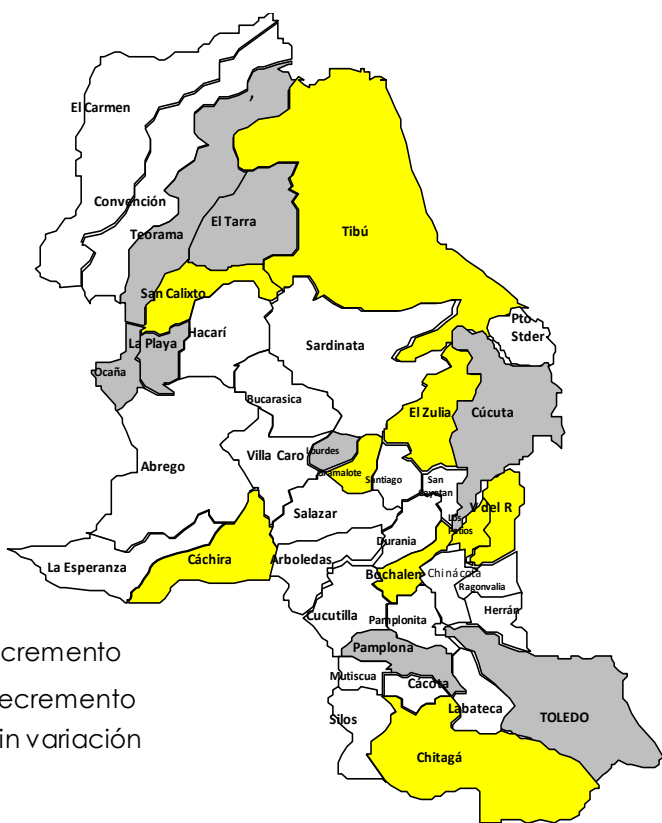 El Carmen
Convención
Teorama
El Tarra
Tibú
San Calixto
Hacarí
La Playa
Ocaña
Sardinata
Pto
Stder
Bucarasica
El Zulia
Cúcuta
Abrego
Villa Caro
Lourdes
Gramalote
Santiago
San
Cayetan
V del R
Los
Patios
Salazar
Durania
La Esperanza
Cáchira
Arboledas
Bochalen
Chinácota
Ragonvalia
Herrán
Cucutilla
Pamplonita
Pamplona
Mutiscua
Cácota
Labateca
Silos
TOLEDO
Chitagá
cremento
ecremento
in variación